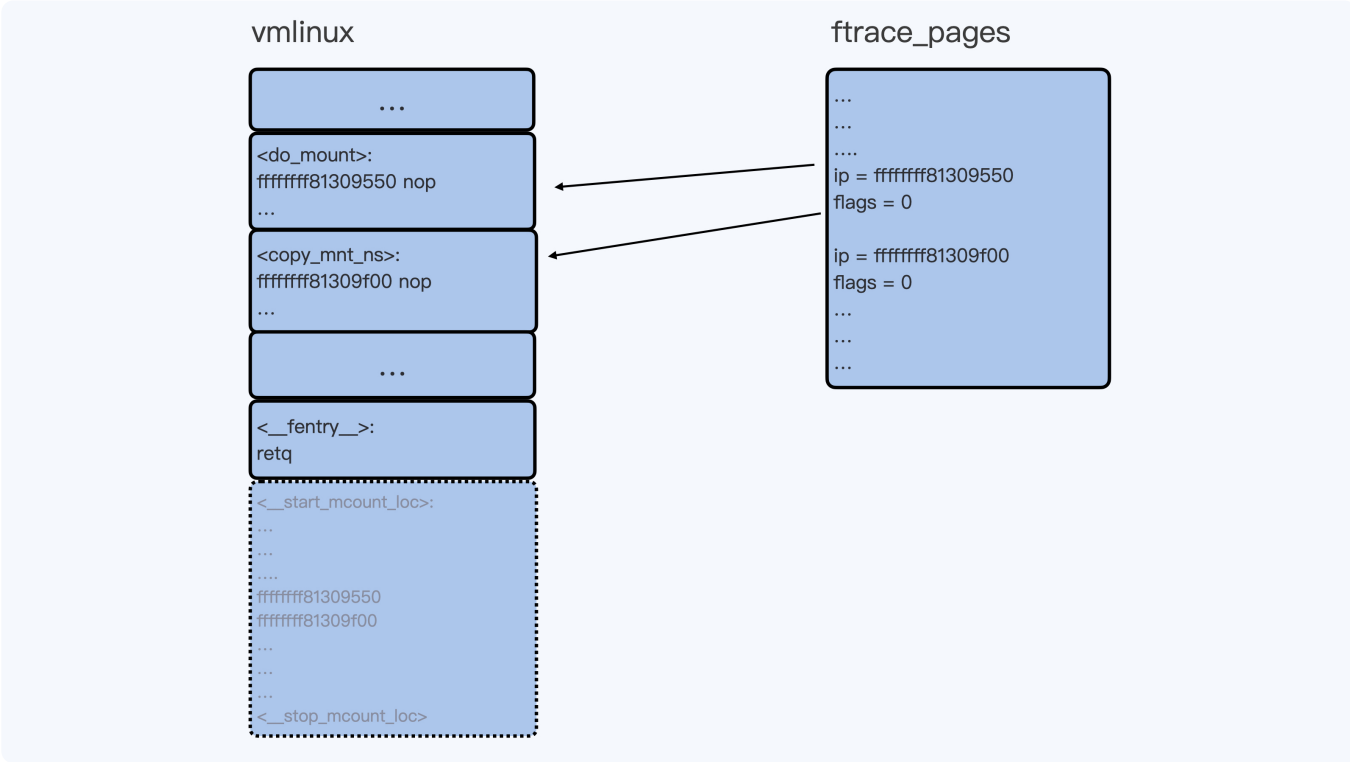 vmlinux
...
<do_mount>:
ffffffff81309550 nop
...
<copy_mnt_ns>:
ffffffff81309f00 nop
...
...
<__fentry__>:
retq
<__start_mcount_loc>:
...
...
....
ffffffff81309550
ffffffff81309f00
...
...
...
<__stop_mcount_loc>
ftrace_pages
...
...
....
ip = ffffffff81309550
flags = 0
ip = ffffffff81309f00
flags = 0
...
...
...